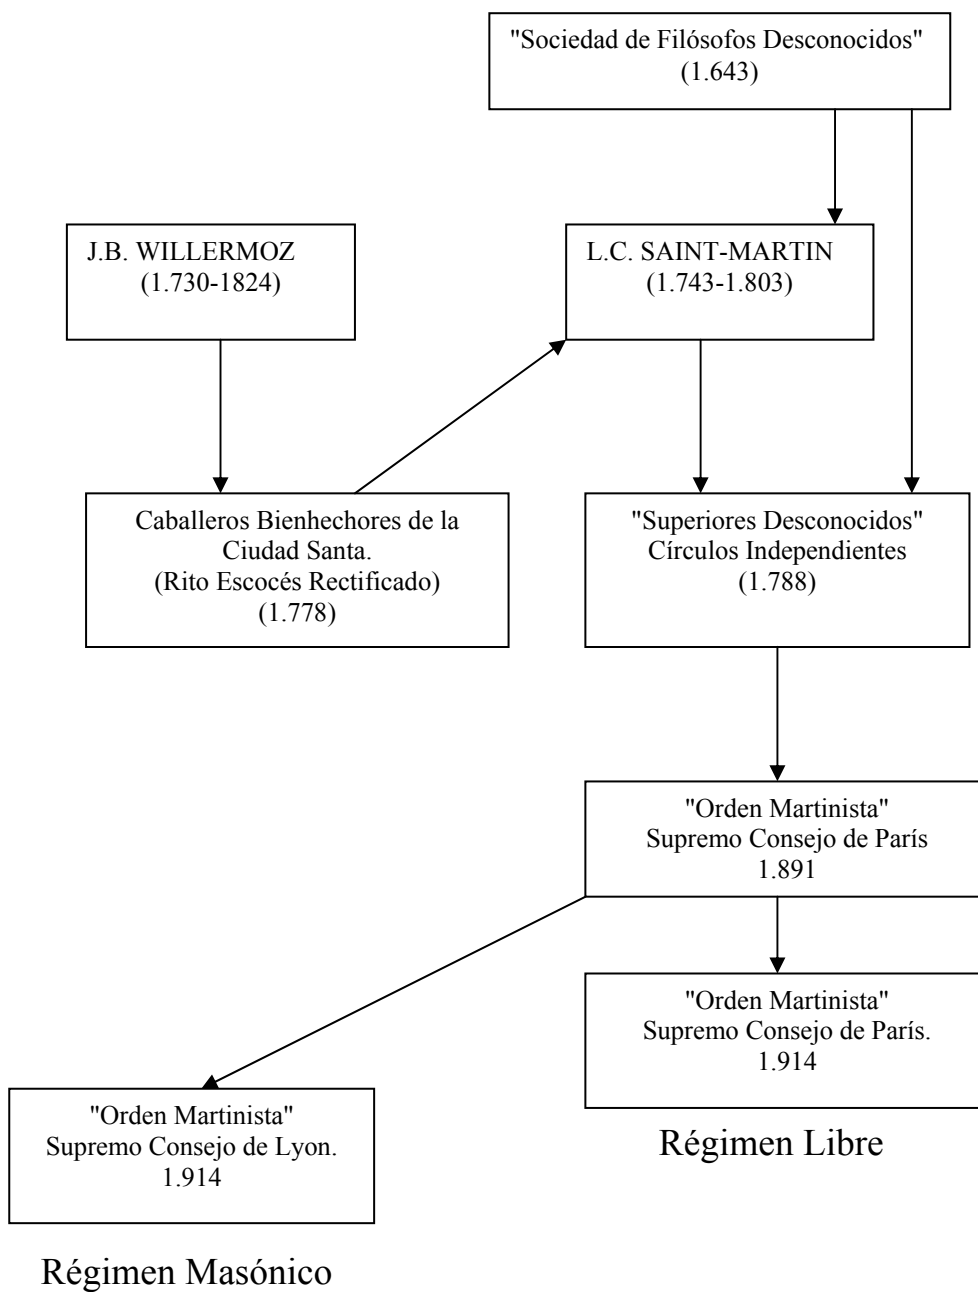 "Sociedad de Filósofos Desconocidos"
(1.643)
J.B. WILLERMOZ
(1.730-1824)
L.C. SAINT-MARTIN
(1.743-1.803)
Caballeros Bienhechores de la
Ciudad Santa.
(Rito Escocés Rectificado)
(1.778)
"Superiores Desconocidos"
Círculos Independientes
(1.788)
"Orden Martinista"
Supremo Consejo de París
1.891
"Orden Martinista"
Supremo Consejo de París.
1.914
Régimen Libre
"Orden Martinista"
Supremo Consejo de Lyon.
1.914
Régimen Masónico